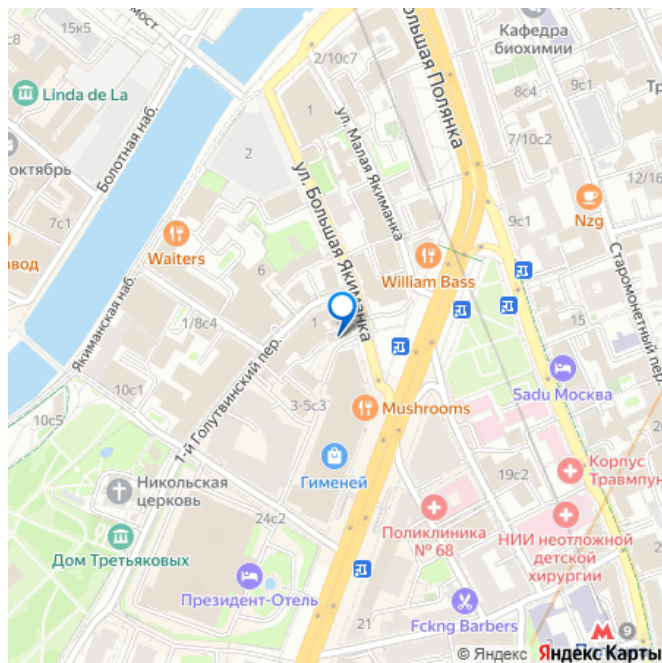 15к5
мост
2/10с7
Кафедра
биохимии
9с1
Linda de La
Болотная наб.
1
ул. Малая Якиманка
Большая Полянка
8с4
7/10с2
октябрь
2
12/16
7с1
ул. Большая Якиманка
9с1
Nzg
Waiters
William Bass
Старомонетный пер.
6
Якиманская наб.
1/8с4
1
1-й Голутвинский пер.
Sadu Москва
10с1
10с5
3-5с3
Mushrooms
Гименей
19с2
Корпус
Травмпун
Никольская
церковь
24с2
Поликлиника
№ 68
НИИ неотложной
детской
хирургии
Дом Третьяковых
Президент-Отель
Fckng Barbers
21
9
© Яндекс Яндекс Карты